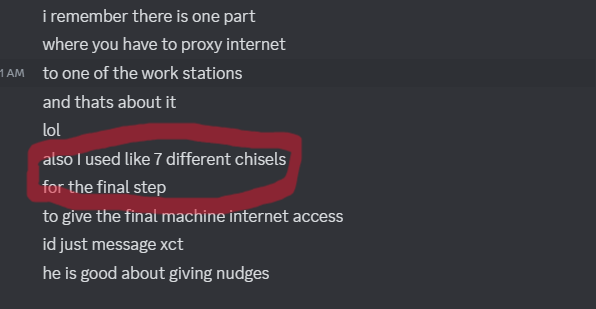 i remember there is one part
where you have to proxy internet
1 AM to one of the work stations
and thats about it
lol
also I used like 7 different chisels
for the final step
to give the final machine internet access
id just message xct
he is good about giving nudges